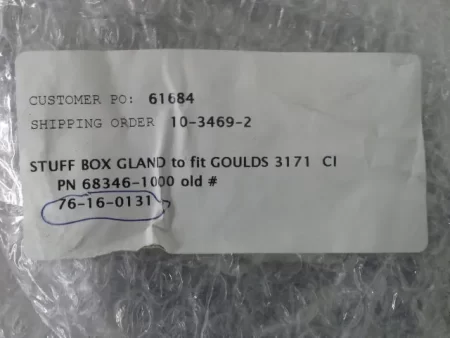 CUSTOMER PO: 61684
SHIPPING ORDER 10-3469-2
STUFF BOX GLAND to fit GOULDS 3171 CI
PN 68346-1000 old #
76-16-0131